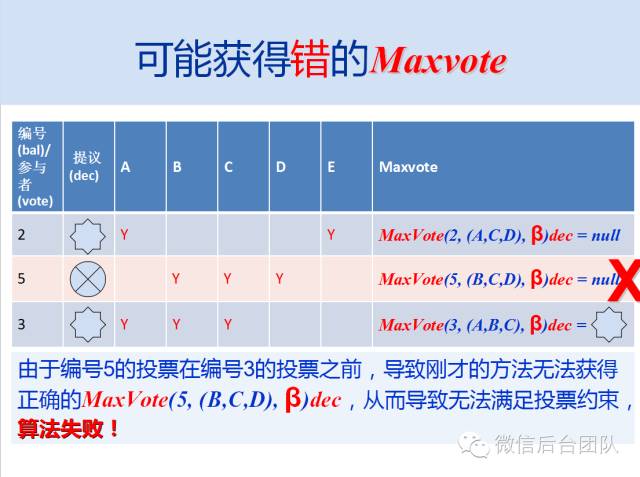 可能获得错的Maxvote
编号(bal)/参与者(vote) 提议(dec) A B C D E Maxvote
2 Y Y MaxVote(2, (A,C,D), β)dec = null
5 Y Y Y MaxVote(5, (B,C,D), β)dec = null X
3 Y Y Y MaxVote(3, (A,B,C), β)dec =
由于编号5的投票在编号3的投票之前，导致刚才的方法无法获得
正确的MaxVote(5, (B,C,D), β)dec，从而导致无法满足投票约束，
算法失败！
微信后台团队